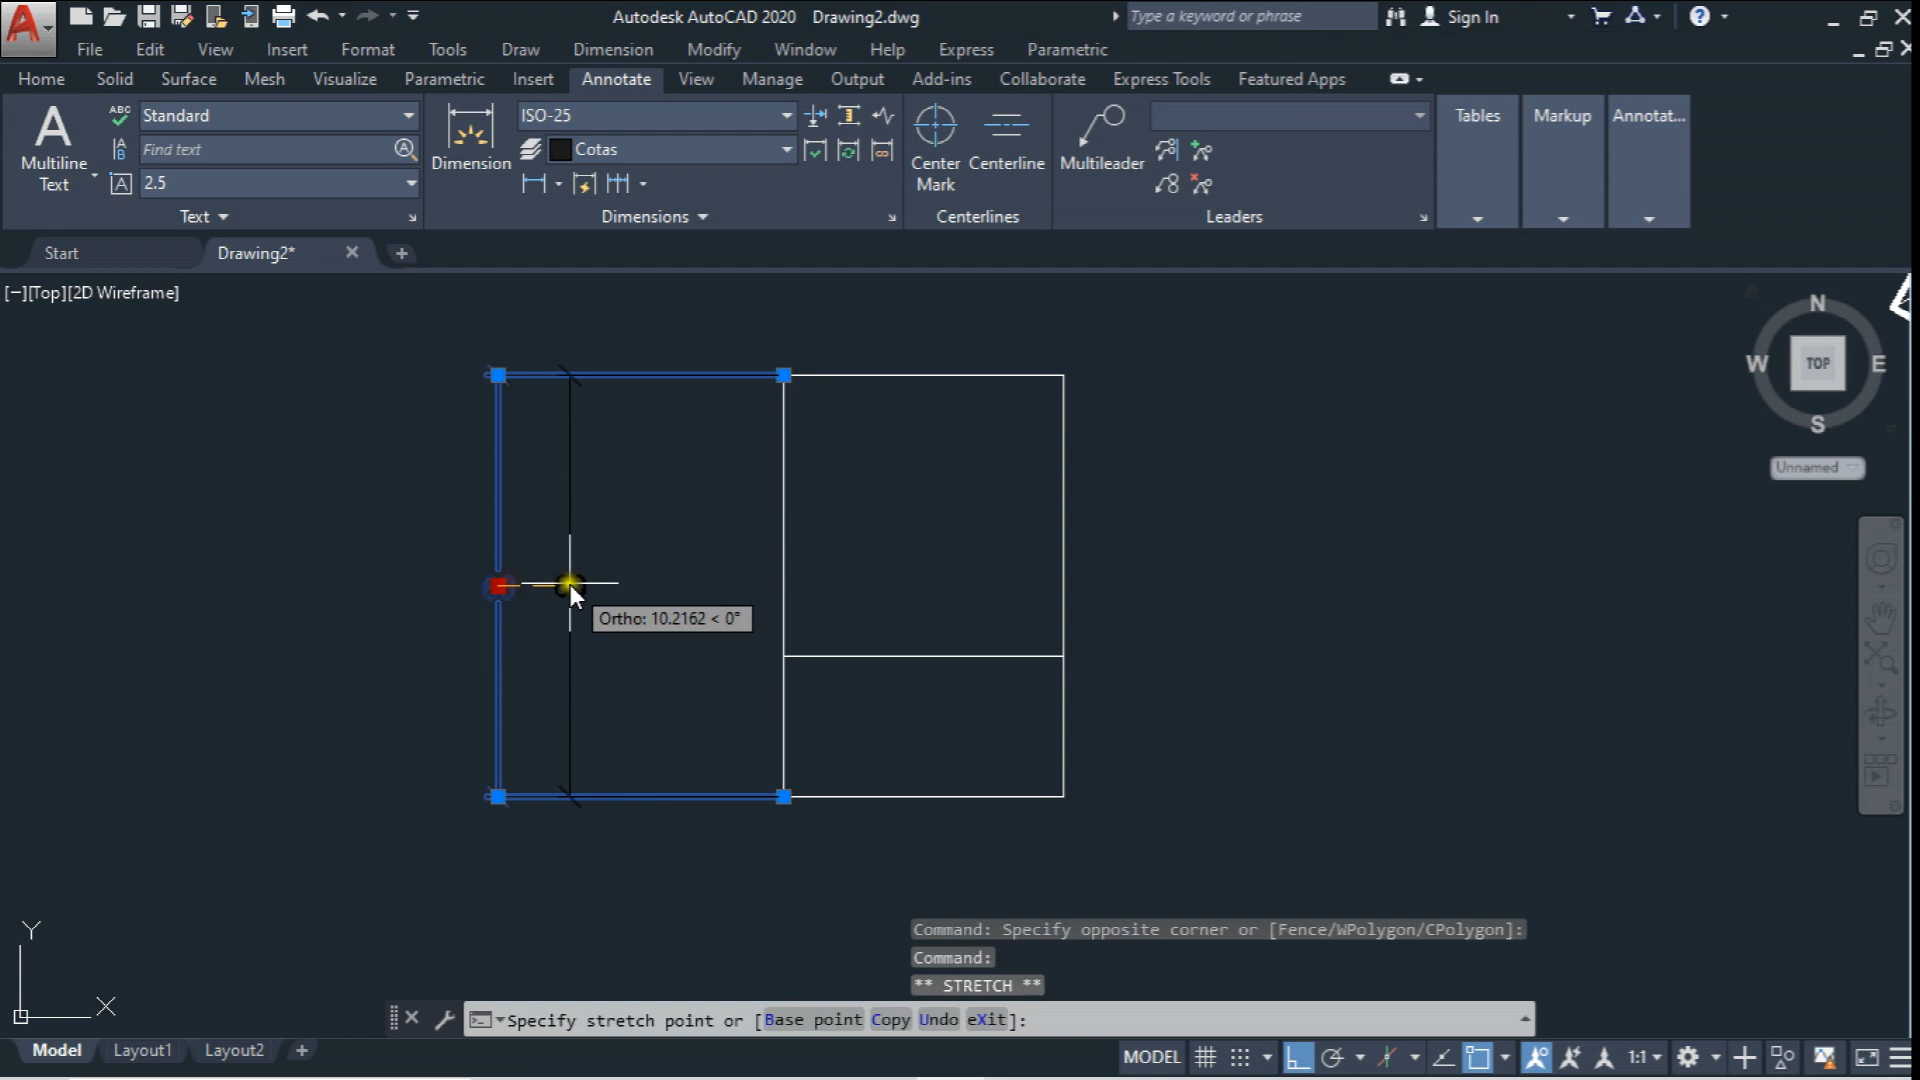 Autodesk AutoCAD 2020 Drawing2.dwg Type a keyword or phrase Sign In
File Edit View Insert Format Tools Draw Dimension Modify Window Help Express Parametric
Home Solid Surface Mesh Visualize Parametric Insert Annotate View Manage Output Add-ins Collaborate Express Tools Featured Apps
Multiline Text
ABC Standard
Find text
2.5
Text
Dimension
ISO-25
Cotas
Dimensions
Center Mark
Centerline
Centerlines
Multileader
Leaders
Tables Markup Annotat...
Start Drawing2*
[−][Top][2D Wireframe]
N
W TOP E
S
Unnamed
Ortho: 10.2162 < 0°
Y
X
Command: Specify opposite corner or [Fence/WPolygon/CPolygon]:
Command:
** STRETCH **
Specify stretch point or [Base point Copy Undo eXit]:
Model Layout1 Layout2 +
MODEL 1:1